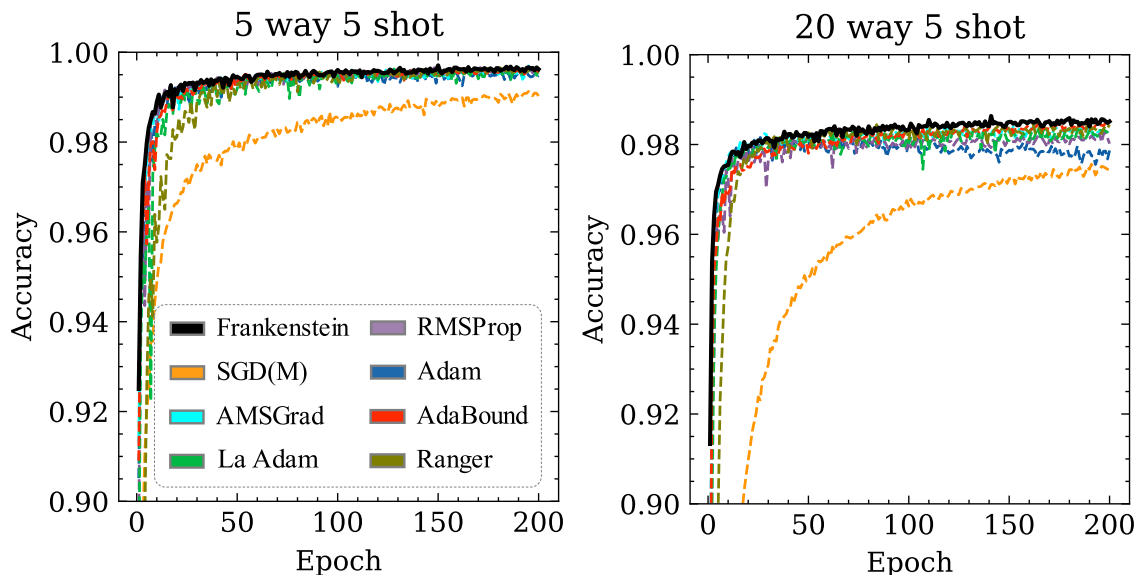 5 way 5 shot
1.00
0.98
0.96
0.94
0.92
0.90
Accuracy
0
50
100
150
200
Epoch
Frankenstein
SGD(M)
AMSGrad
La Adam
RMSProp
Adam
AdaBound
Ranger
20 way 5 shot
1.00
0.98
0.96
0.94
0.92
0.90
Accuracy
0
50
100
150
200
Epoch